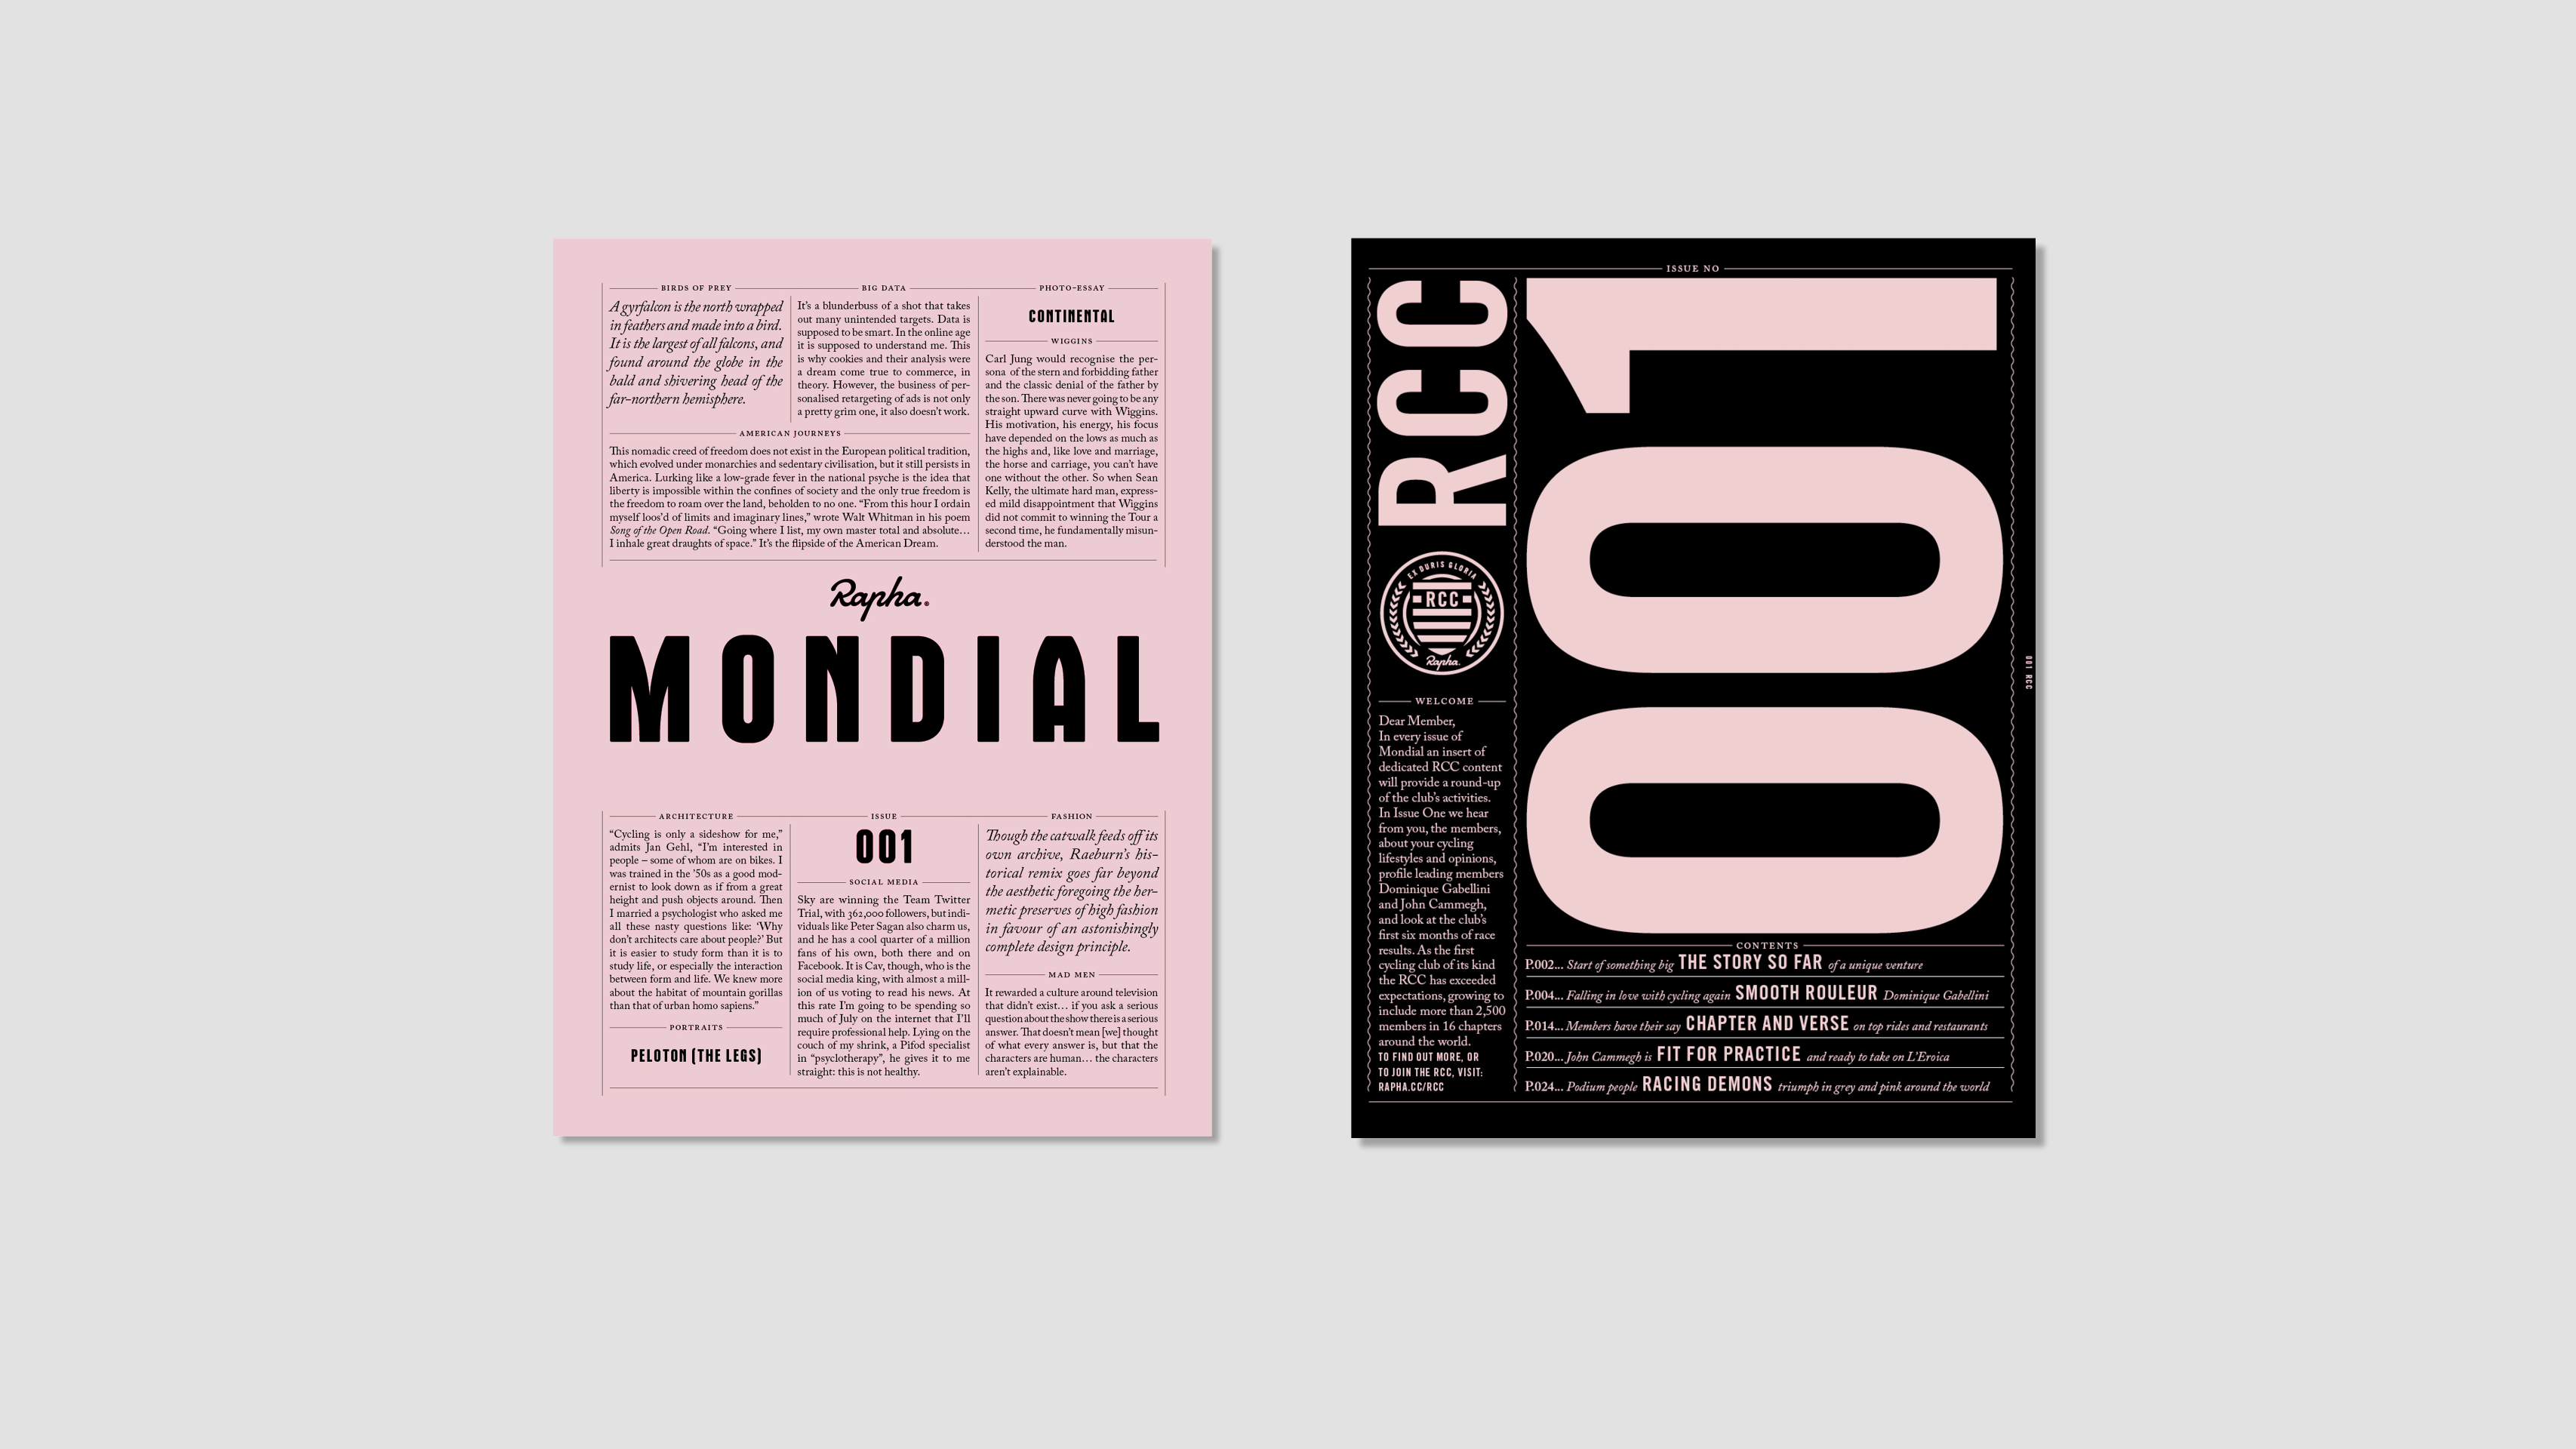 BIRDS OF PREY
A gyrfalcon is the north wrapped
in feathers and made into a bird.
It is the largest of all falcons, and
found around the globe in the
bald and shivering head of the
far-northern hemisphere.
BIG DATA
It's a blunderbuss of a shot that takes
out many unintended targets. Data is
supposed to be smart. In the online age
it is supposed to understand me. This
is why cookies and their analysis were
a dream come true to commerce, in
theory. However, the business of per-
sonalised retargeting of ads is not only
a pretty grim one, it also doesn't work.
PHOTO-ESSAY
CONTINENTAL
WIGGINS
Carl Jung would recognise the per-
sona of the stern and forbidding father
and the classic denial of the father by
the son. There was never going to be any
straight upward curve with Wiggins.
His motivation, his energy, his focus
have depended on the lows as much as
the highs and, like love and marriage,
the horse and carriage, you can't have
one without the other. So when Sean
Kelly, the ultimate hard man, express-
ed mild disappointment that Wiggins
did not commit to winning the Tour a
second time, he fundamentally misun-
derstood the man.
AMERICAN JOURNEYS
This nomadic creed of freedom does not exist in the European political tradition,
which evolved under monarchies and sedentary civilisation, but it still persists in
America. Lurking like a low-grade fever in the national psyche is the idea that
liberty is impossible within the confines of society and the only true freedom is
the freedom to roam over the land, beholden to no one. “From this hour I ordain
myself loos'd of limits and imaginary lines,” wrote Walt Whitman in his poem
Song of the Open Road. “Going where I list, my own master total and absolute…
I inhale great draughts of space.” It's the flipside of the American Dream.
Rapha®
MONDIAL
ARCHITECTURE
“Cycling is only a sideshow for me,”
admits Jan Gehl, “I'm interested in
people – some of whom are on bikes. I
was trained in the '50s as a good mod-
ernist to look down as if from a great
height and push objects around. Then
I married a psychologist who asked me
all these nasty questions like: ‘Why
don't architects care about people?’ But
it is easier to study form than it is to
study life, or especially the interaction
between form and life. We knew more
about the habitat of mountain gorillas
than that of urban homo sapiens.”
PORTRAITS
PELOTON (THE LEGS)
ISSUE
001
SOCIAL MEDIA
Sky are winning the Team Twitter
Trial, with 362,000 followers, but indi-
viduals like Peter Sagan also charm us,
and he has a cool quarter of a million
fans of his own, both there and on
Facebook. It is Cav, though, who is the
social media king, with almost a mill-
ion of us voting to read his news. At
this rate I'm going to be spending so
much of July on the internet that I'll
require professional help. Lying on the
couch of my shrink, a Pifod specialist
in “psyclotherapy”, he gives it to me
straight: this is not healthy.
FASHION
Though the catwalk feeds off its
own archive, Raeburn's his-
torical remix goes far beyond
the aesthetic foregoing the her-
metic preserves of high fashion
in favour of an astonishingly
complete design principle.
MAD MEN
It rewarded a culture around television
that didn't exist… if you ask a serious
question about the show there is a serious
answer. That doesn't mean [we] thought
of what every answer is, but that the
characters are human… the characters
aren't explainable.
ISSUE NO
001
RCC
EX DURIS GLORIA
RCC
Rapha.
WELCOME
Dear Member,
In every issue of
Mondial an insert of
dedicated RCC content
will provide a round-up
of the club's activities.
In Issue One we hear
from you, the members,
about your cycling
lifestyles and opinions,
profile leading members
Dominique Gabellini
and John Cammegh,
and look at the club's
first six months of race
results. As the first
cycling club of its kind
the RCC has exceeded
expectations, growing to
include more than 2,500
members in 16 chapters
around the world.
TO FIND OUT MORE, OR
TO JOIN THE RCC, VISIT:
RAPHA.CC/RCC
CONTENTS
P.002... Start of something big THE STORY SO FAR of a unique venture
P.004... Falling in love with cycling again SMOOTH ROULEUR Dominique Gabellini
P.014... Members have their say CHAPTER AND VERSE on top rides and restaurants
P.020... John Cammegh is FIT FOR PRACTICE and ready to take on L'Eroica
P.024... Podium people RACING DEMONS triumph in grey and pink around the world
001 RCC